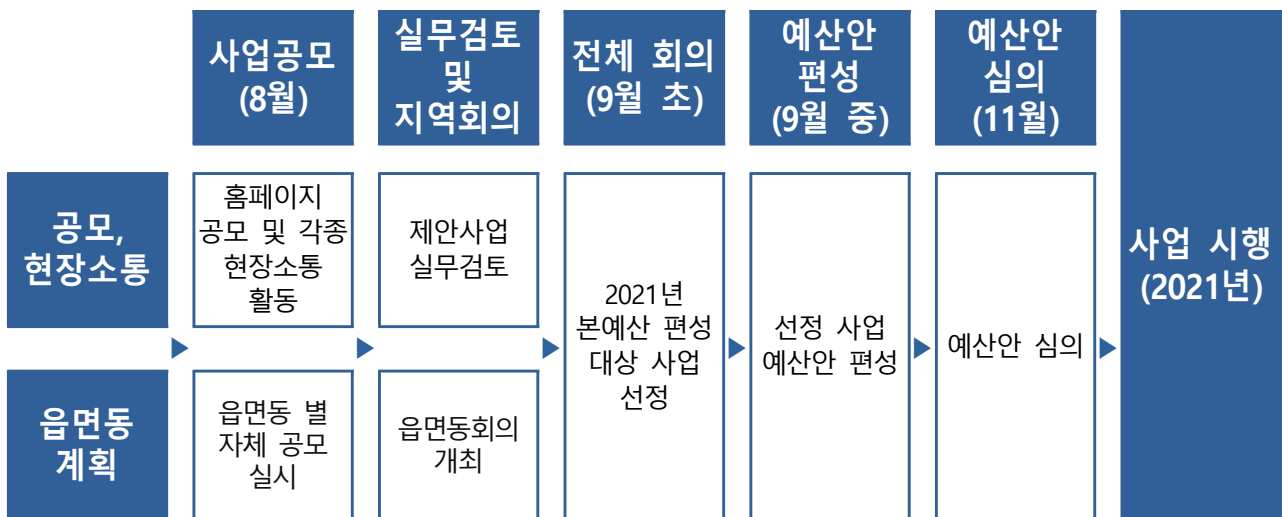 사업공모
(8월)
실무검토
및
지역회의
전체 회의
(9월 초)
예산안
편성
(9월 중)
예산안
심의
(11월)
사업 시행
(2021년)
공모,
현장소통
홈페이지
공모 및 각종
현장소통
활동
제안사업
실무검토
2021년
본예산 편성
대상 사업
선정
선정 사업
예산안 편성
예산안 심의
읍면동
계획
읍면동 별
자체 공모
실시
읍면동회의
개최